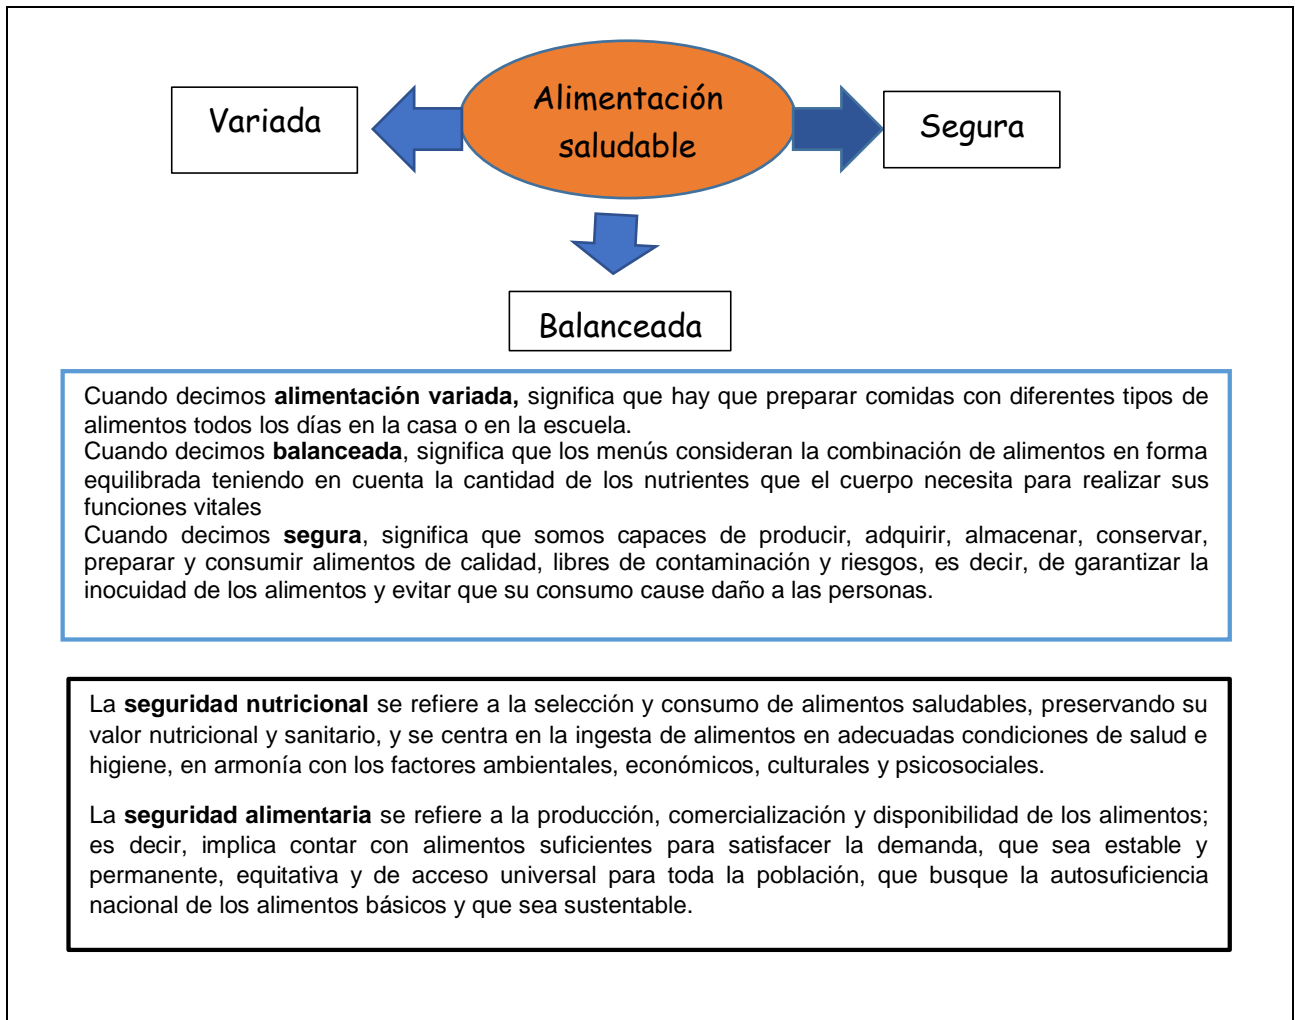 Alimentación
saludable
Variada
Segura
Balanceada
Cuando decimos alimentación variada, significa que hay que preparar comidas con diferentes tipos de
alimentos todos los días en la casa o en la escuela.
Cuando decimos balanceada, significa que los menús consideran la combinación de alimentos en forma
equilibrada teniendo en cuenta la cantidad de los nutrientes que el cuerpo necesita para realizar sus
funciones vitales
Cuando decimos segura, significa que somos capaces de producir, adquirir, almacenar, conservar,
preparar y consumir alimentos de calidad, libres de contaminación y riesgos, es decir, de garantizar la
inocuidad de los alimentos y evitar que su consumo cause daño a las personas.
La seguridad nutricional se refiere a la selección y consumo de alimentos saludables, preservando su
valor nutricional y sanitario, y se centra en la ingesta de alimentos en adecuadas condiciones de salud e
higiene, en armonía con los factores ambientales, económicos, culturales y psicosociales.
La seguridad alimentaria se refiere a la producción, comercialización y disponibilidad de los alimentos;
es decir, implica contar con alimentos suficientes para satisfacer la demanda, que sea estable y
permanente, equitativa y de acceso universal para toda la población, que busque la autosuficiencia
nacional de los alimentos básicos y que sea sustentable.